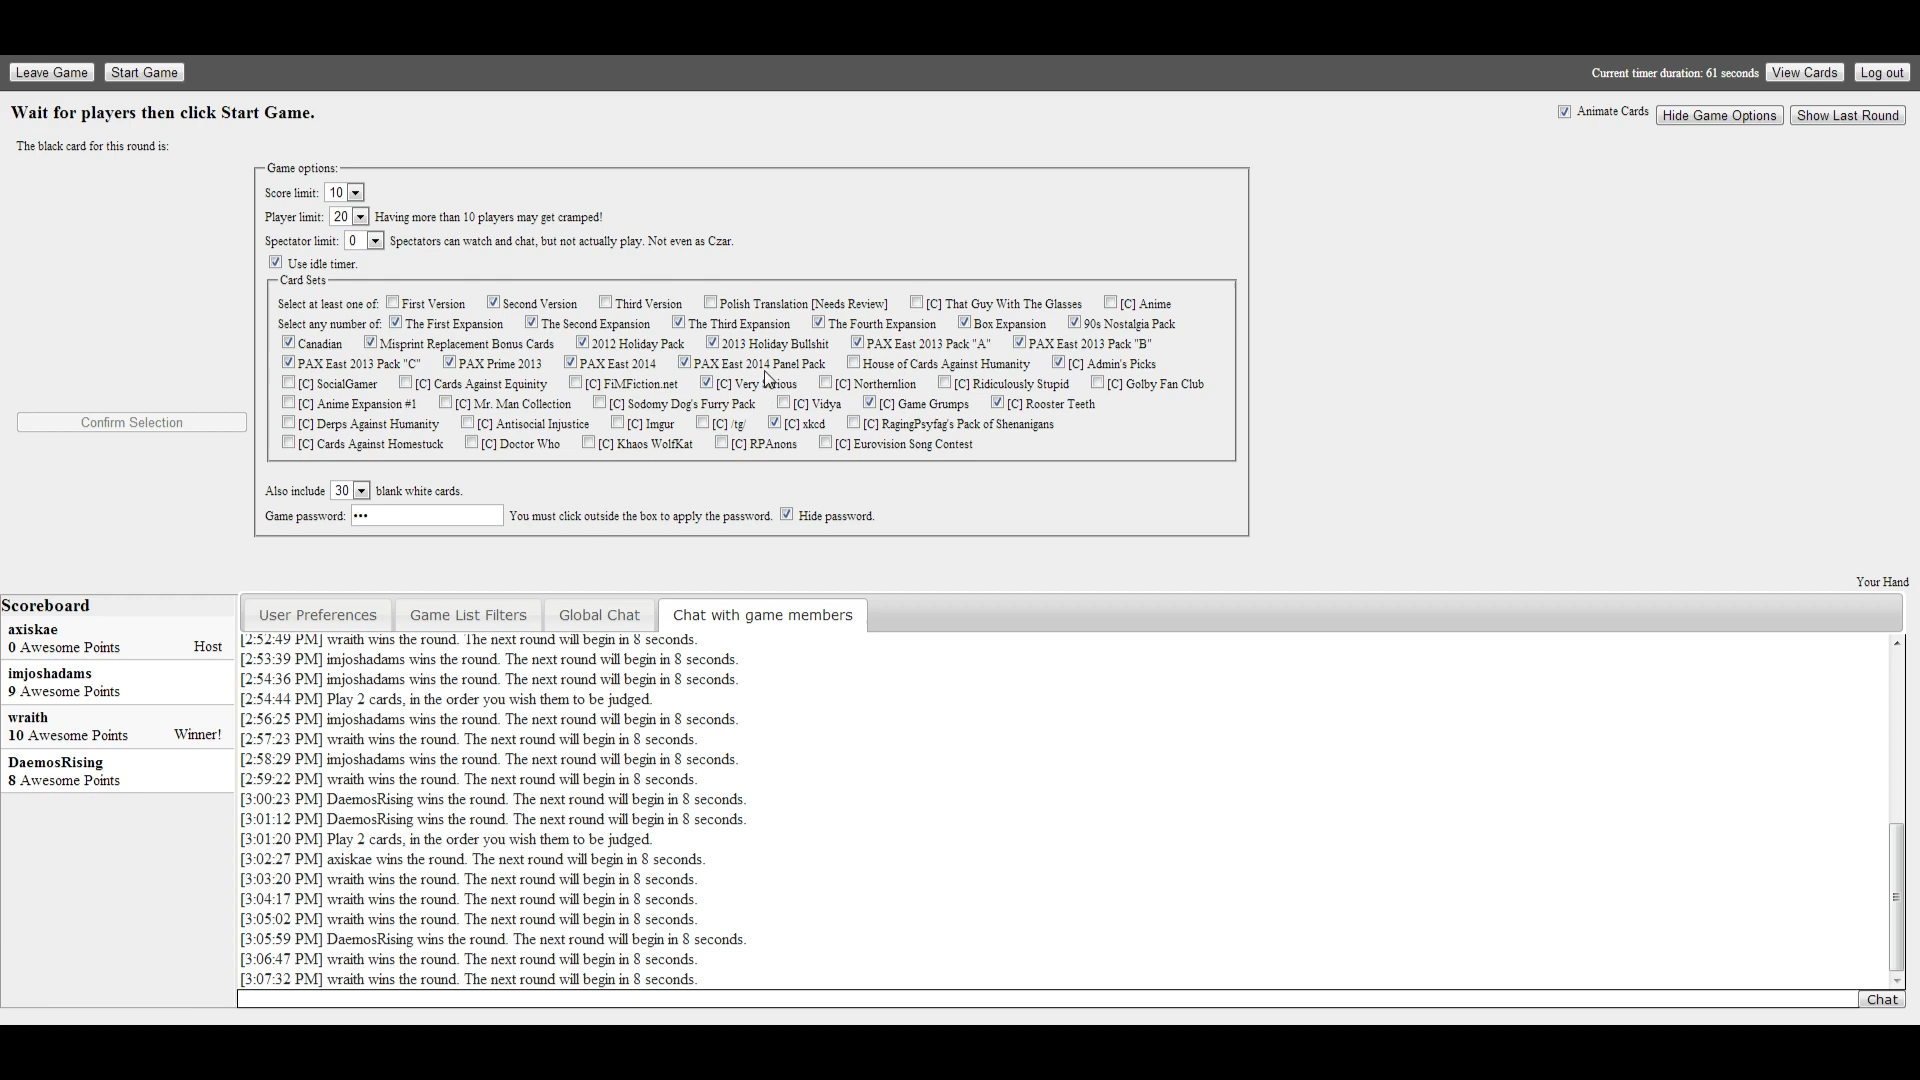 Leave Game Start Game Current timer duration: 61 seconds View Cards Log out
Wait for players then click Start Game. Animate Cards Hide Game Options Show Last Round
The black card for this round is:
Game options:
Score limit: 10
Player limit: 20 Having more than 10 players may get cramped!
Spectator limit: 0 Spectators can watch and chat, but not actually play. Not even as Czar.
Use idle timer.
Card Sets
Select at least one of: First Version Second Version Third Version Polish Translation [Needs Review] [C] That Guy With The Glasses [C] Anime
Select any number of: The First Expansion The Second Expansion The Third Expansion The Fourth Expansion Box Expansion 90s Nostalgia Pack
Canadian Misprint Replacement Bonus Cards 2012 Holiday Pack 2013 Holiday Bullshit PAX East 2013 Pack "A" PAX East 2013 Pack "B"
PAX East 2013 Pack "C" PAX Prime 2013 PAX East 2014 PAX East 2014 Panel Pack House of Cards Against Humanity [C] Admin's Picks
[C] SocialGamer [C] Cards Against Equinity [C] FiMFiction.net [C] Very [C] Northernlion [C] Ridiculously Stupid [C] Golby Fan Club
[C] Anime Expansion #1 [C] Mr. Man Collection [C] Sodomy Dog's Furry Pack [C] Vidya [C] Game Grumps [C] Rooster Teeth
Confirm Selection
[C] Derps Against Humanity [C] Antisocial Injustice [C] Imgur [C] /tg/ [C] xkcd [C] RagingPsyfag's Pack of Shenanigans
[C] Cards Against Homestuck [C] Doctor Who [C] Khaos WolfKat [C] RPAnons [C] Eurovision Song Contest
Also include 30 blank white cards.
Game password: ••• You must click outside the box to apply the password. Hide password.
Your Hand
Scoreboard
axiskae
0 Awesome Points Host
imjoshadams
9 Awesome Points
wraith
10 Awesome Points Winner!
DaemosRising
8 Awesome Points
User Preferences Game List Filters Global Chat Chat with game members
[2:52:49 PM] wraith wins the round. The next round will begin in 8 seconds.
[2:53:39 PM] imjoshadams wins the round. The next round will begin in 8 seconds.
[2:54:36 PM] imjoshadams wins the round. The next round will begin in 8 seconds.
[2:54:44 PM] Play 2 cards, in the order you wish them to be judged.
[2:56:25 PM] imjoshadams wins the round. The next round will begin in 8 seconds.
[2:57:23 PM] wraith wins the round. The next round will begin in 8 seconds.
[2:58:29 PM] imjoshadams wins the round. The next round will begin in 8 seconds.
[2:59:22 PM] wraith wins the round. The next round will begin in 8 seconds.
[3:00:23 PM] DaemosRising wins the round. The next round will begin in 8 seconds.
[3:01:12 PM] DaemosRising wins the round. The next round will begin in 8 seconds.
[3:01:20 PM] Play 2 cards, in the order you wish them to be judged.
[3:02:27 PM] axiskae wins the round. The next round will begin in 8 seconds.
[3:03:20 PM] wraith wins the round. The next round will begin in 8 seconds.
[3:04:17 PM] wraith wins the round. The next round will begin in 8 seconds.
[3:05:02 PM] wraith wins the round. The next round will begin in 8 seconds.
[3:05:59 PM] DaemosRising wins the round. The next round will begin in 8 seconds.
[3:06:47 PM] wraith wins the round. The next round will begin in 8 seconds.
[3:07:32 PM] wraith wins the round. The next round will begin in 8 seconds.
Chat